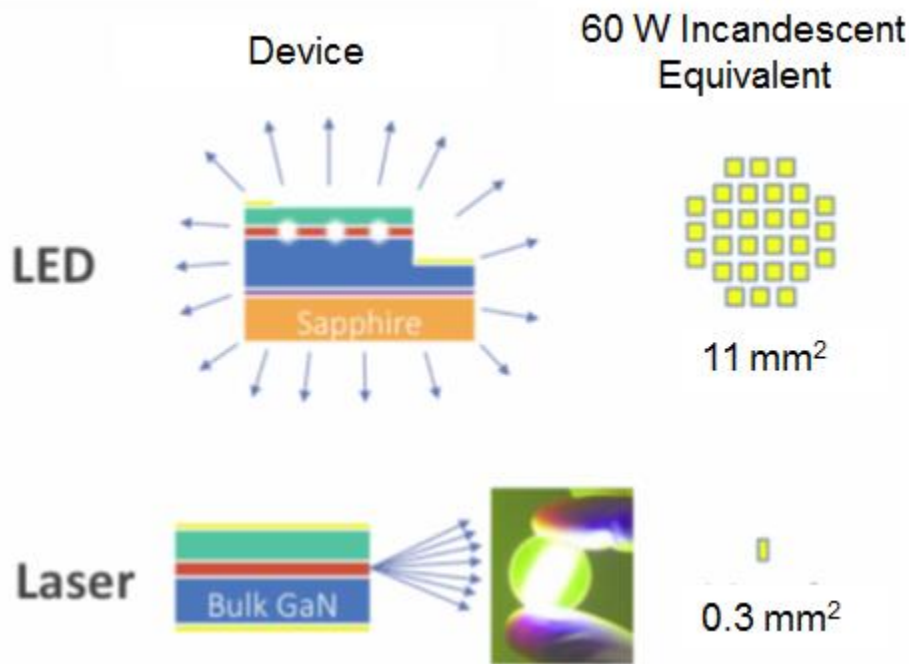 Device
60 W Incandescent
Equivalent
LED
Sapphire
11 mm²
Laser
Bulk GaN
0.3 mm²